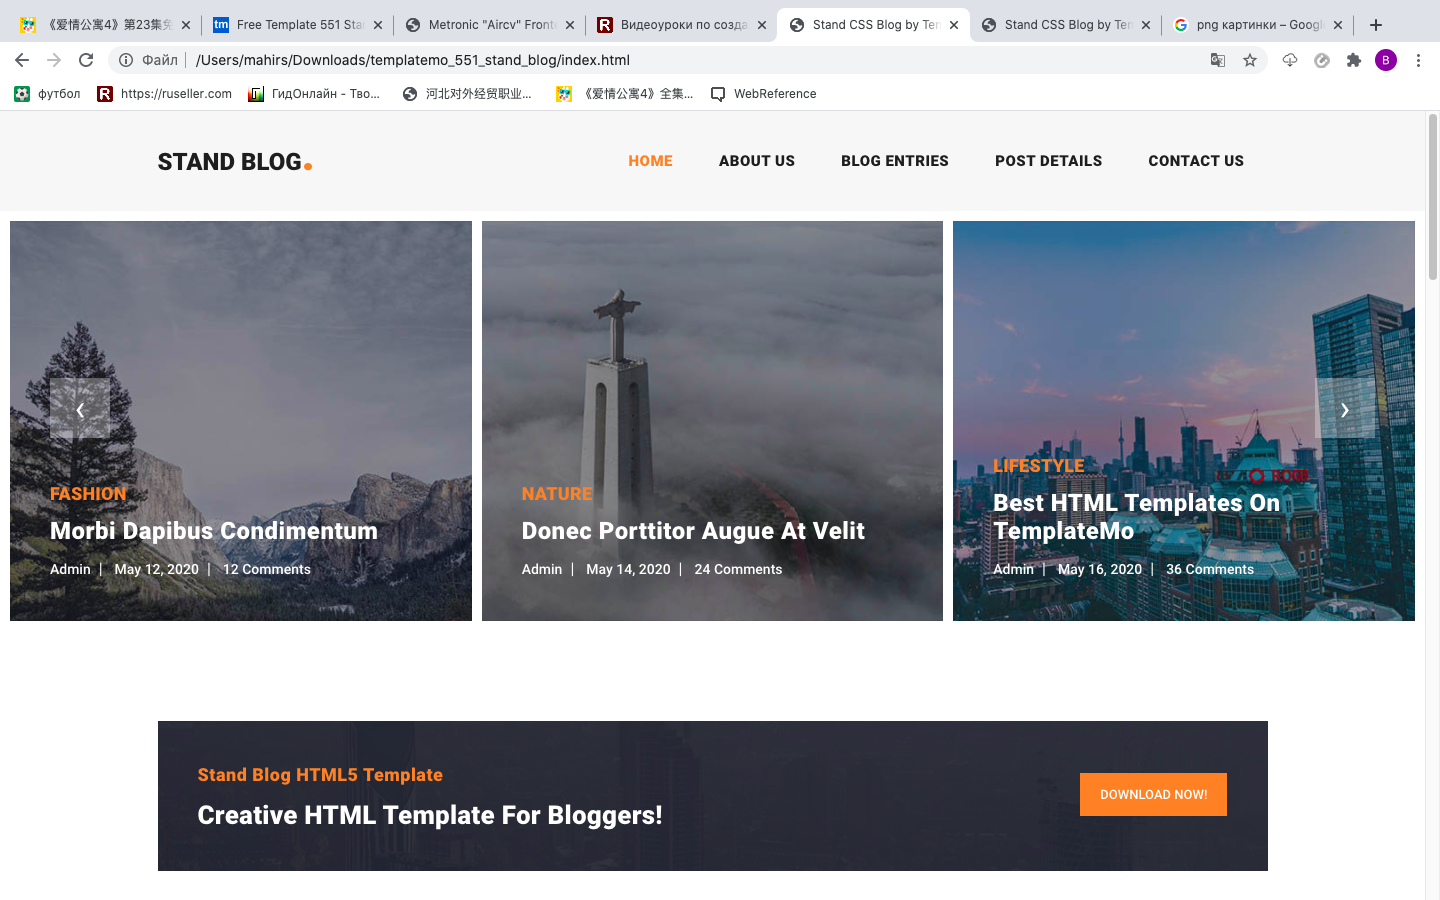 《爱情公寓4》第23集免
Free Template 551 Sta
Metronic "Aircv" Front
Видеоуроки по созда
Stand CSS Blog by Tem
Stand CSS Blog by Tem
png картинки – Google
Файл
/Users/mahirs/Downloads/templatemo_551_stand_blog/index.html
B
футбол
https://ruseller.com
ГидОнлайн - Тво...
河北对外经贸职业...
《爱情公寓4》全集...
WebReference
STAND BLOG.
HOME
ABOUT US
BLOG ENTRIES
POST DETAILS
CONTACT US
FASHION
Morbi Dapibus Condimentum
Admin | May 12, 2020 | 12 Comments
NATURE
Donec Porttitor Augue At Velit
Admin | May 14, 2020 | 24 Comments
LIFESTYLE
Best HTML Templates On
TemplateMo
Admin | May 16, 2020 | 36 Comments
Stand Blog HTML5 Template
Creative HTML Template For Bloggers!
DOWNLOAD NOW!